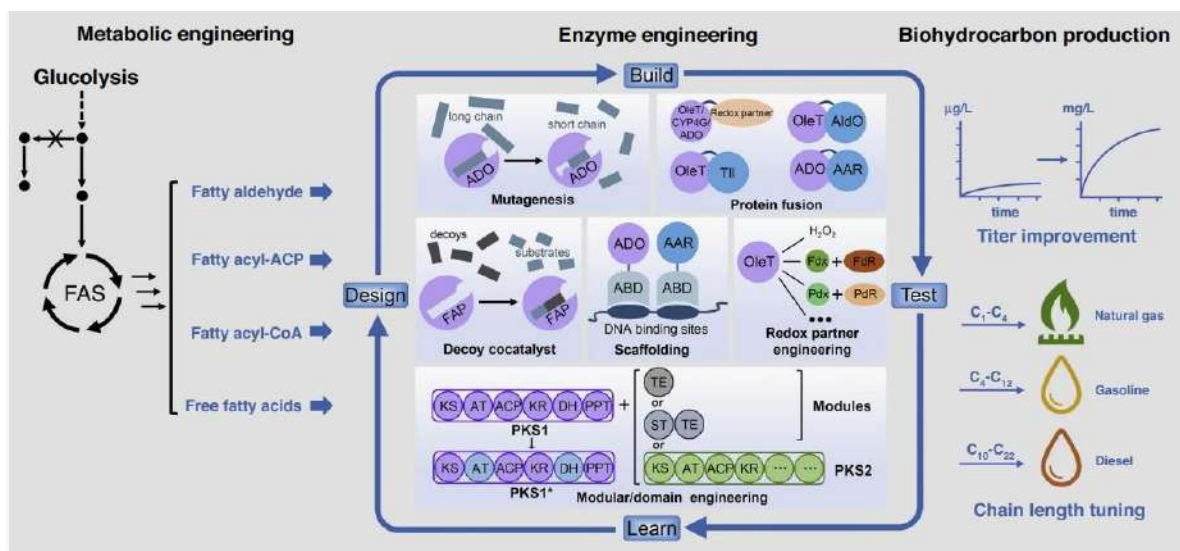 Metabolic engineering
Enzyme engineering
Biohydrocarbon production
Glucolysis
FAS
Fatty aldehyde
Fatty acyl-ACP
Fatty acyl-CoA
Free fatty acids
Build
Design
Test
Learn
long chain
short chain
ADO
ADO
Mutagenesis
OleT/
CYP4G/
ADO
Redox partner
OleT
AldO
OleT
TII
ADO
AAR
Protein fusion
decoys
substrates
FAP
FAP
Decoy cocatalyst
ADO
AAR
ABD
ABD
DNA binding sites
Scaffolding
OleT
H2O2
Fdx + FdR
Pdx + PdR
•••
Redox partner
engineering
KS AT ACP KR DH PPT
PKS1
+
KS AT ACP KR DH PPT
PKS1*
TE
or
ST TE
or
KS AT ACP KR ... ...
Modules
PKS2
Modular/domain engineering
μg/L
mg/L
time
time
Titer improvement
C1-C4
Natural gas
C4-C12
Gasoline
C10-C22
Diesel
Chain length tuning